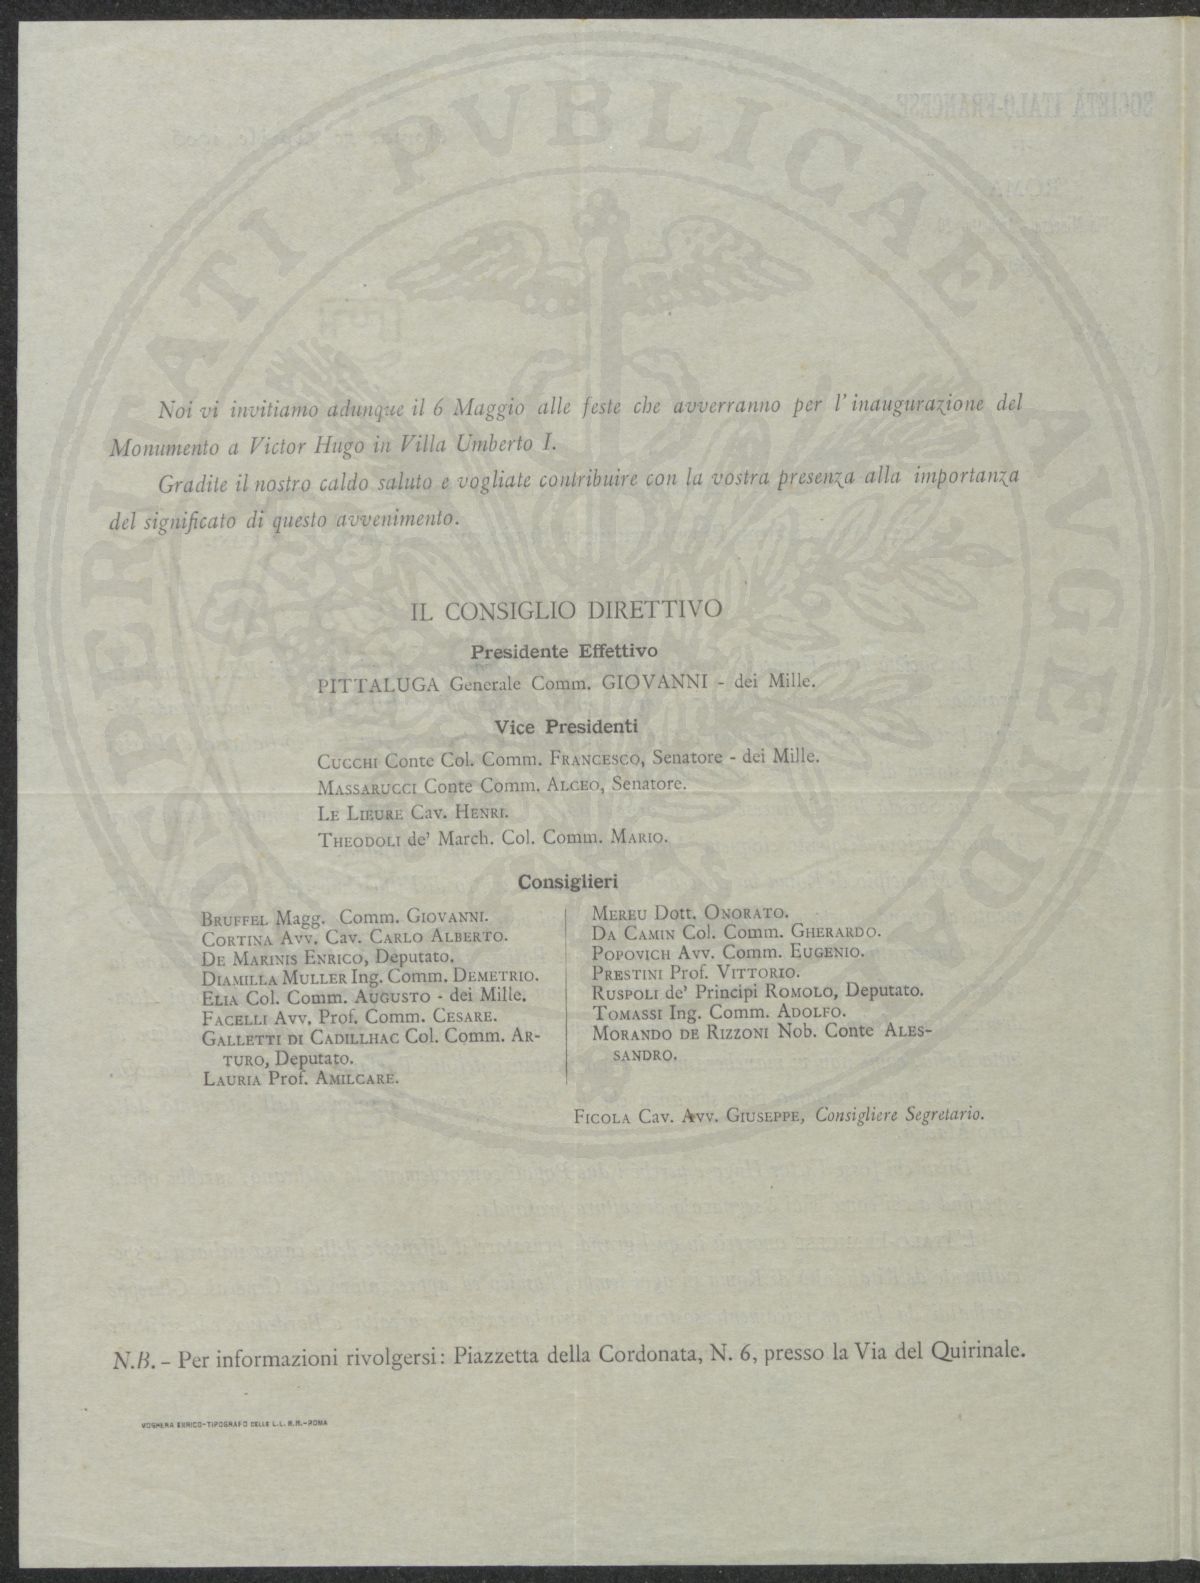 Noi vi invitiamo adunque il 6 Maggio alle feste che avverranno per l'inaugurazione del
Monumento a Victor Hugo in Villa Umberto I.
Gradite il nostro caldo saluto e vogliate contribuire con la vostra presenza alla importanza
del significato di questo avvenimento.
IL CONSIGLIO DIRETTIVO
Presidente Effettivo
PITTALUGA Generale Comm. GIOVANNI - dei Mille.
Vice Presidenti
CUCCHI Conte Col. Comm. FRANCESCO, Senatore - dei Mille.
MASSARUCCI Conte Comm. ALCEO, Senatore.
LE LIEURE Cav. HENRI.
THEODOLI de' March. Col. Comm. MARIO.
Consiglieri
BRUFFEL Magg. Comm. GIOVANNI.
CORTINA AVV. Cav. CARLO ALBERTO.
DE MARINIS ENRICO, Deputato.
DIAMILLA MULLER Ing. Comm. DEMETRIO.
ELIA Col. Comm. AUGUSTO - dei Mille.
FACELLI AVV. Prof. Comm. CESARE.
GALLETTI DI CADILLHAC Col. Comm. AR-
TURO, Deputato.
LAURIA Prof. AMILCARE.
MEREU Dott. ONORATO.
DA CAMIN Col. Comm. GHERARDO.
POPOVICH AVV. Comm. EUGENIO.
PRESTINI Prof. VITTORIO.
RUSPOLI de' Principi ROMOLO, Deputato.
TOMASSI Ing. Comm. ADOLFO.
MORANDO DE RIZZONI Nob. Conte ALES-
SANDRO.
FICOLA Cav. Avv. GIUSEPPE, Consigliere Segretario.
N.B. - Per informazioni rivolgersi: Piazzetta della Cordonata, N. 6, presso la Via del Quirinale.
VOGHERA ENRICO-TIPOGRAFO DELLE L.L. M.M.-ROMA